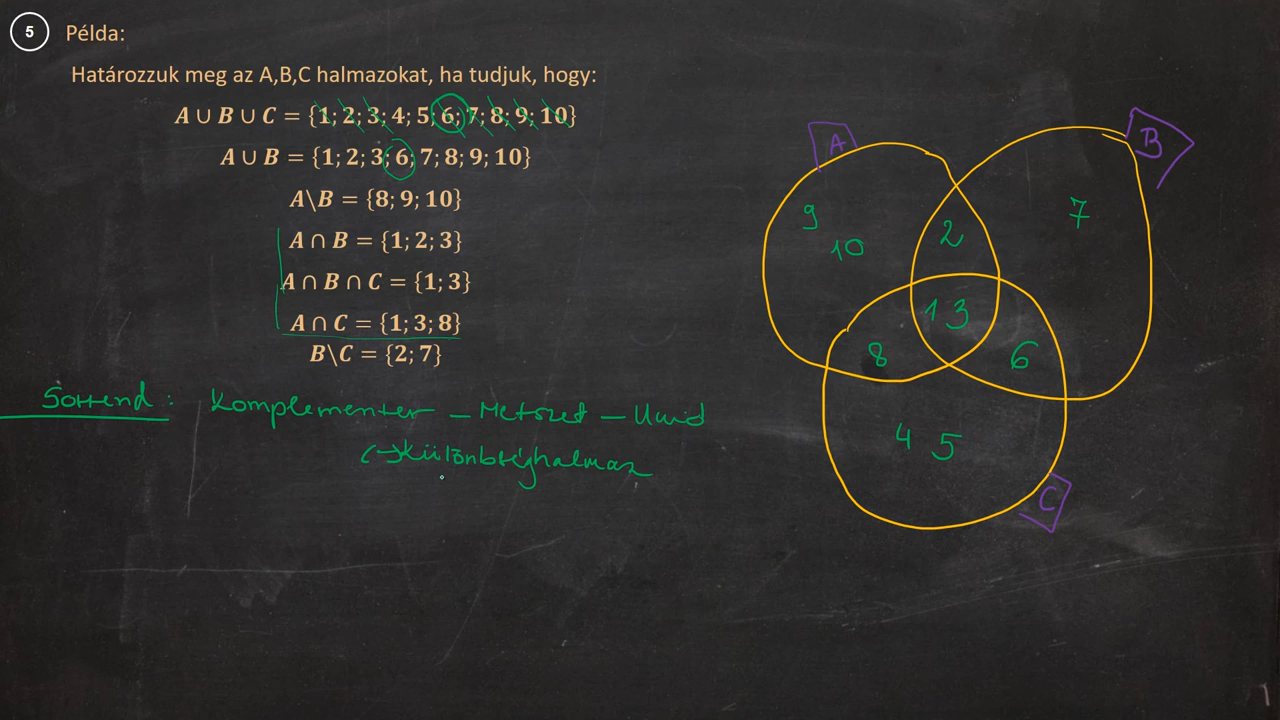 5 Példa:
Határozzuk meg az A,B,C halmazokat, ha tudjuk, hogy:
A ∪ B ∪ C = {1; 2; 3; 4; 5; 6; 7; 8; 9; 10}
A ∪ B = {1; 2; 3; 6; 7; 8; 9; 10}
A\B = {8; 9; 10}
A ∩ B = {1; 2; 3}
A ∩ B ∩ C = {1; 3}
A ∩ C = {1; 3; 8}
B\C = {2; 7}
Sorrend: Komplementer – Metszet – Unió
(→Különbséghalmaz
A
B
9
10
2
7
1 3
8
6
4 5
C